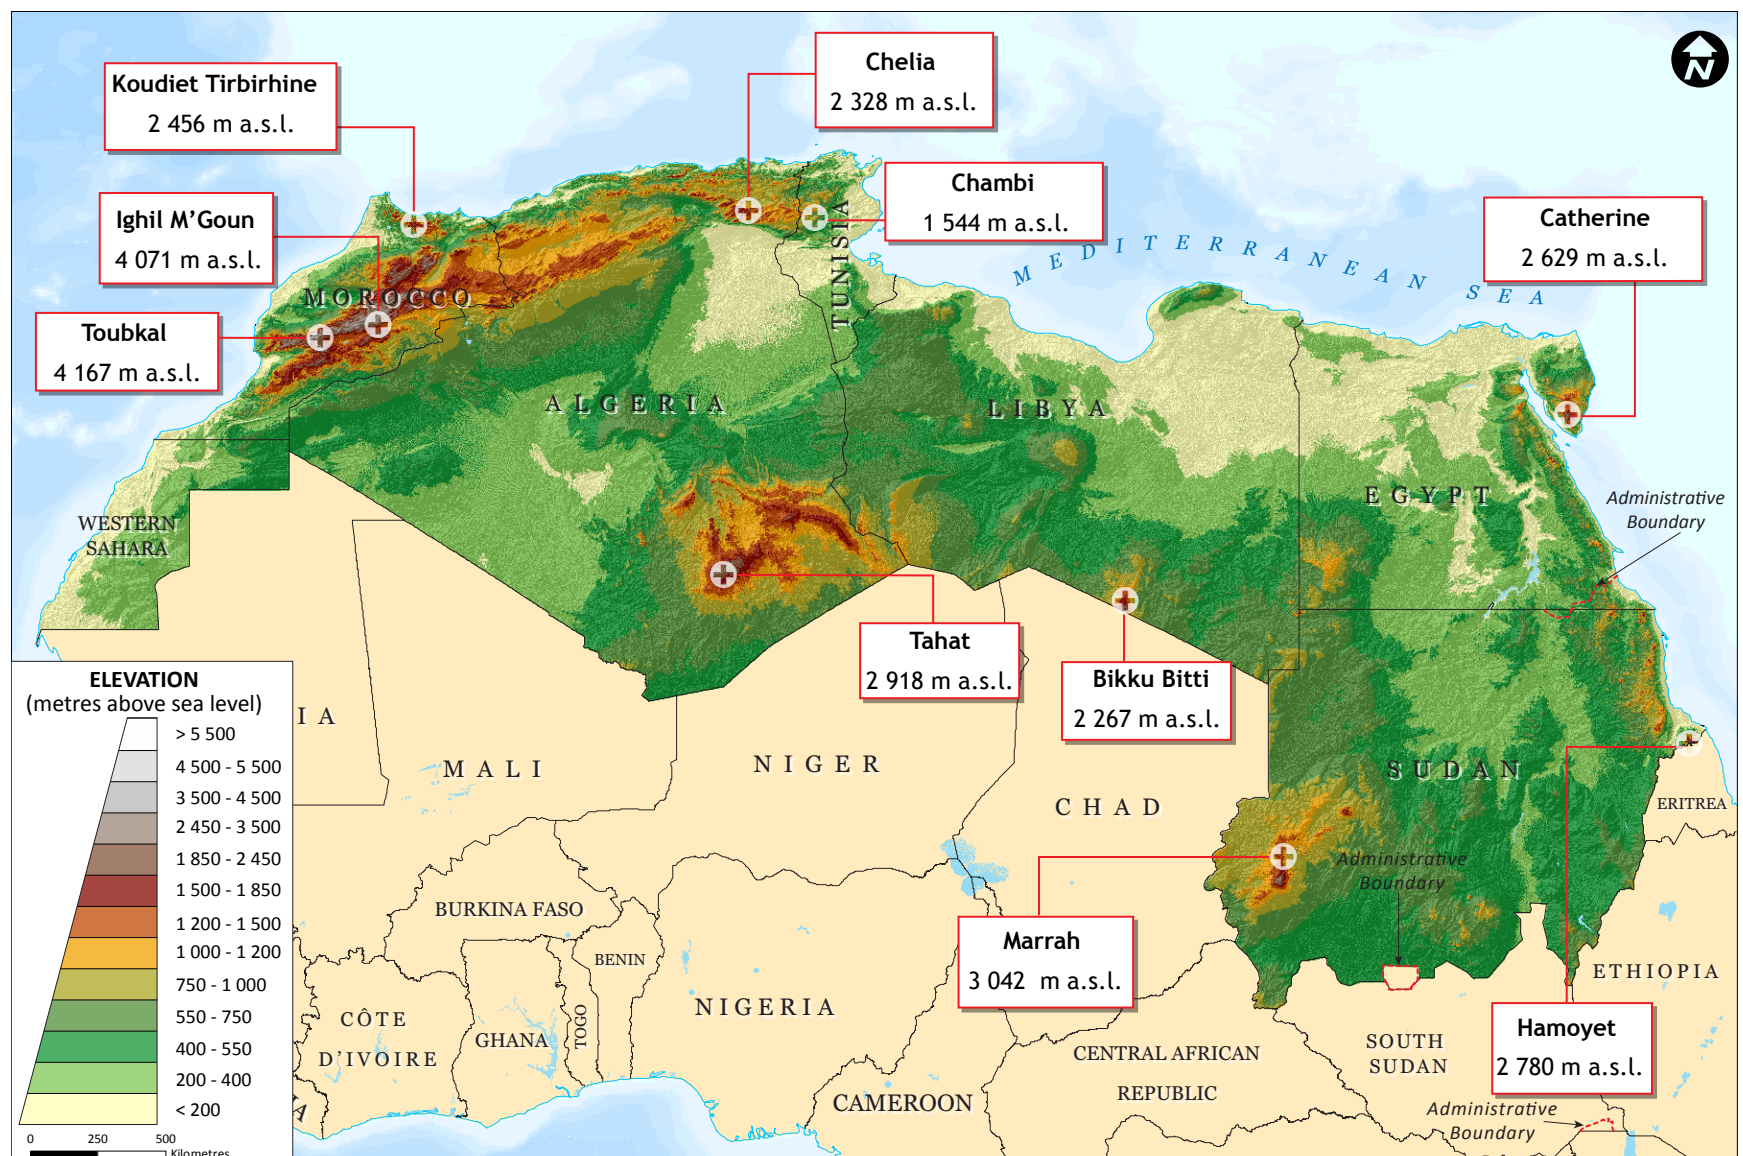 N
Koudiet Tirbirhine
2 456 m a.s.l.
Chelia
2 328 m a.s.l.
Ighil M’Goun
4 071 m a.s.l.
Chambi
1 544 m a.s.l.
Catherine
2 629 m a.s.l.
Toubkal
4 167 m a.s.l.
MEDITERRANEAN SEA
MOROCCO
TUNISIA
ALGERIA
LIBYA
EGYPT
Administrative
Boundary
WESTERN
SAHARA
Tahat
2 918 m a.s.l.
Bikku Bitti
2 267 m a.s.l.
ELEVATION
(metres above sea level)
> 5 500
4 500 - 5 500
3 500 - 4 500
2 450 - 3 500
1 850 - 2 450
1 500 - 1 850
1 200 - 1 500
1 000 - 1 200
750 - 1 000
550 - 750
400 - 550
200 - 400
< 200
0 250 500
Kilometres
IA
MALI
NIGER
CHAD
SUDAN
ERITREA
Administrative
Boundary
BURKINA FASO
BENIN
Marrah
3 042 m a.s.l.
ETHIOPIA
NIGERIA
CÔTE
D’IVOIRE
GHANA
TOGO
Hamoyet
2 780 m a.s.l.
SOUTH
SUDAN
CENTRAL AFRICAN
REPUBLIC
CAMEROON
Administrative
Boundary